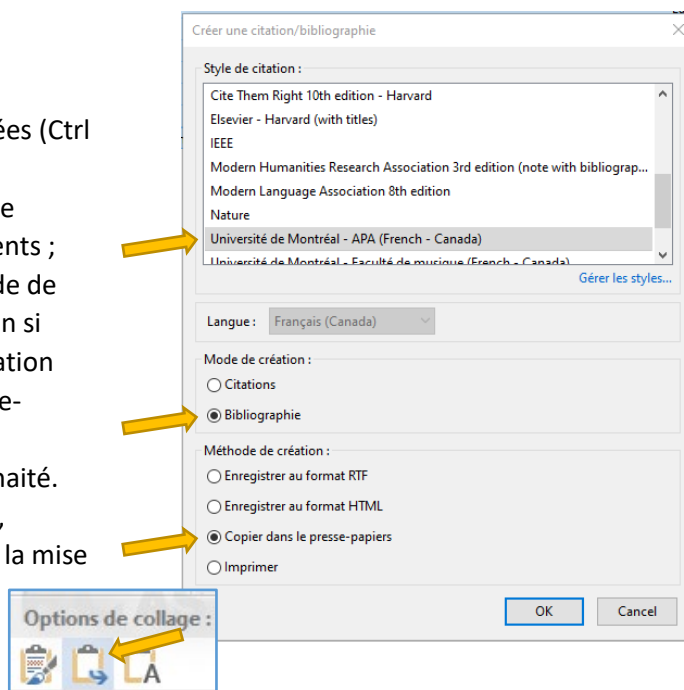 Créer une citation/bibliographie
Style de citation :
Cite Them Right 10th edition - Harvard
Elsevier - Harvard (with titles)
IEEE
Modern Humanities Research Association 3rd edition (note with bibliograp...
Modern Language Association 8th edition
Nature
Université de Montréal - APA (French - Canada)
Université de Montréal - Faculté de musique (French - Canada)
Gérer les styles...
Langue : Français (Canada)
Mode de création :
Citations
Bibliographie
Méthode de création :
Enregistrer au format RTF
Enregistrer au format HTML
Copier dans le presse-papiers
Imprimer
OK Cancel
ées (Ctrl
e
ents ;
de de
n si
ation
e-
naité.
,
la mise
Options de collage :
A